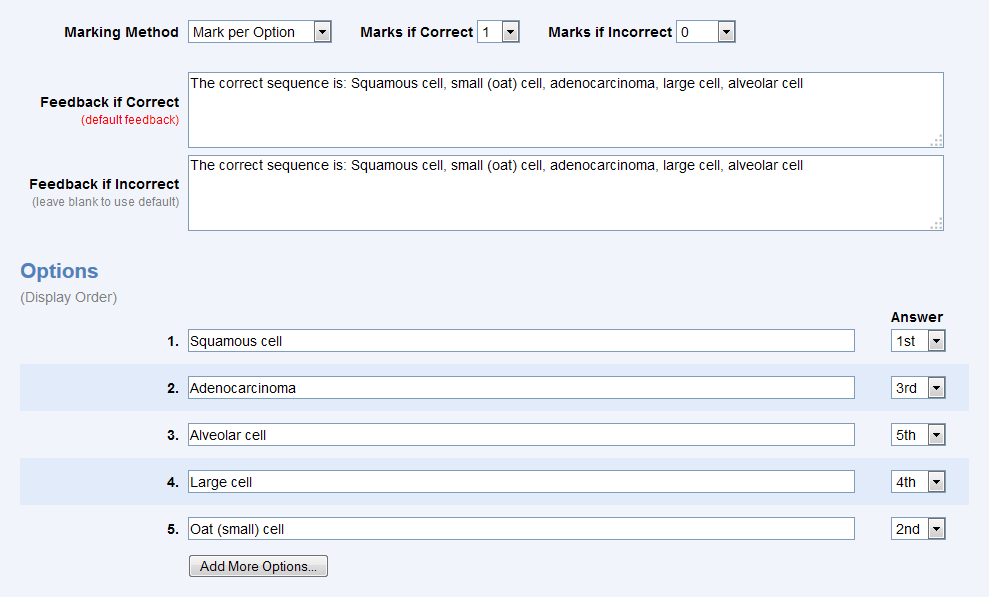 Marking Method Mark per Option Marks if Correct 1 Marks if Incorrect 0
Feedback if Correct
(default feedback)
The correct sequence is: Squamous cell, small (oat) cell, adenocarcinoma, large cell, alveolar cell
Feedback if Incorrect
(leave blank to use default)
The correct sequence is: Squamous cell, small (oat) cell, adenocarcinoma, large cell, alveolar cell
Options
(Display Order)
Answer
1. Squamous cell 1st
2. Adenocarcinoma 3rd
3. Alveolar cell 5th
4. Large cell 4th
5. Oat (small) cell 2nd
Add More Options...